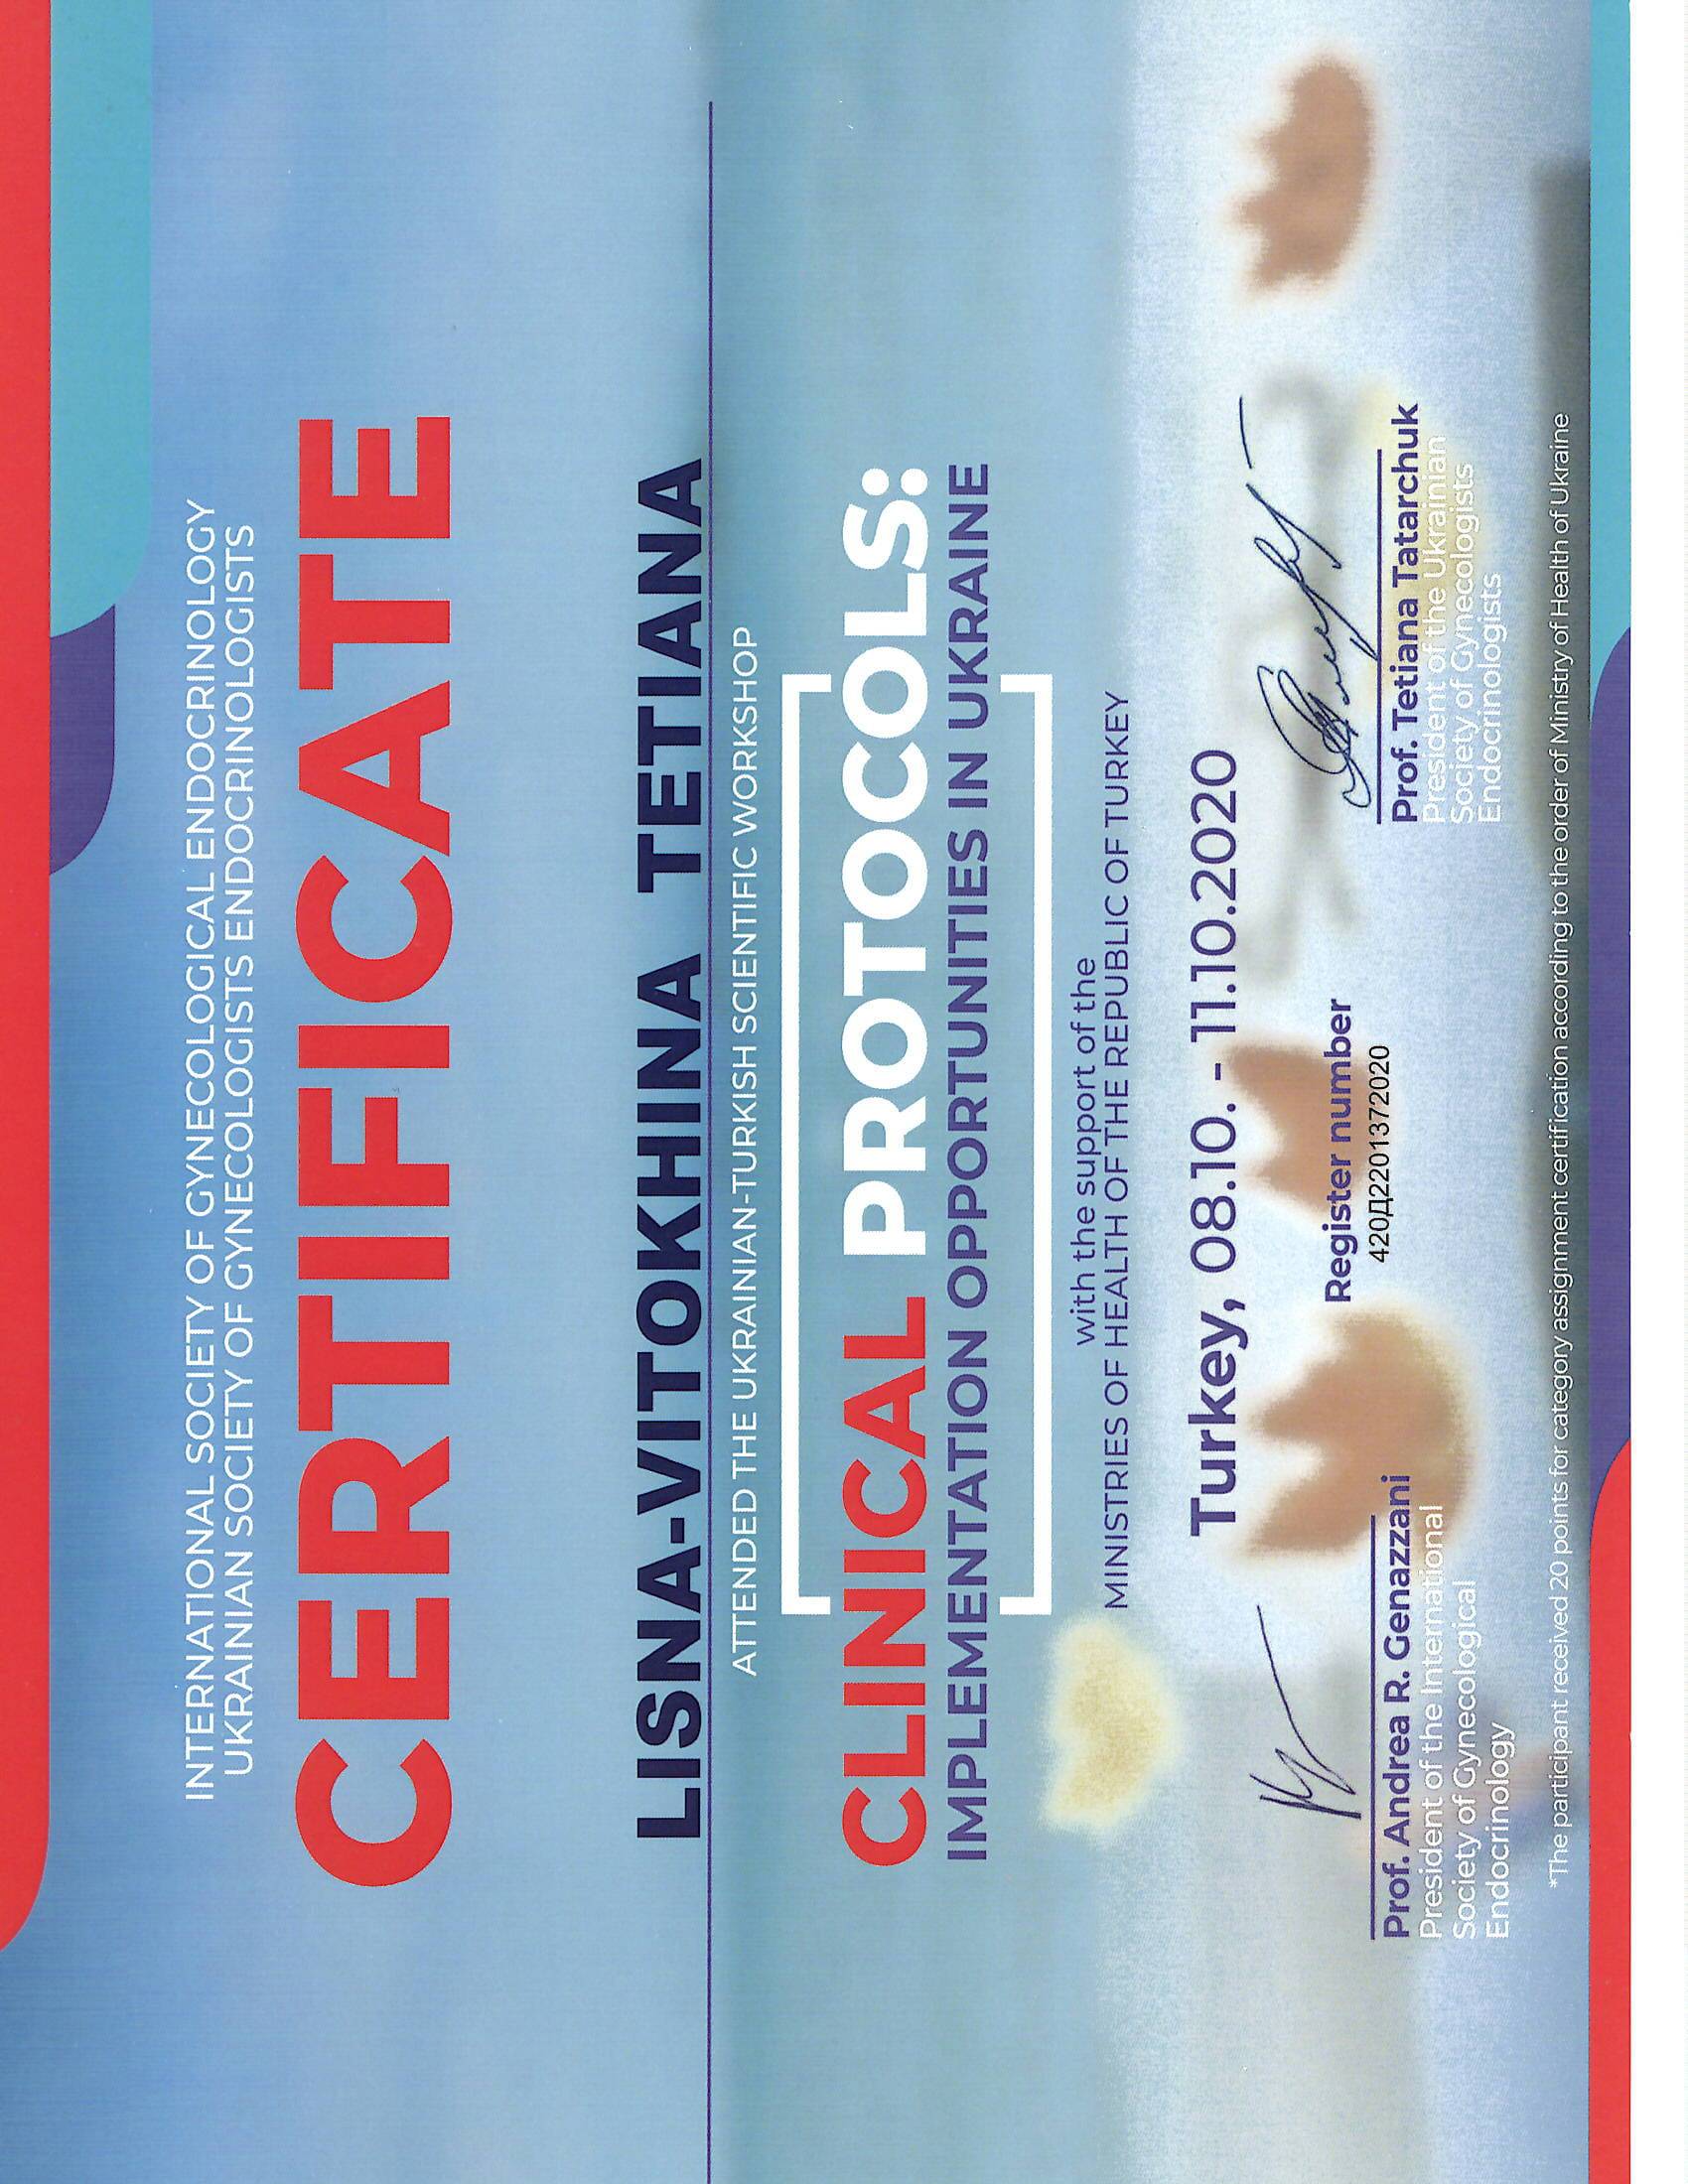 INTERNATIONAL SOCIETY OF GYNECOLOGICAL ENDOCRINOLOGY
UKRAINIAN SOCIETY OF GYNECOLOGISTS ENDOCRINOLOGISTS
CERTIFICATE
LISNA-VITOKHINA TETIANA
ATTENDED THE UKRAINIAN-TURKISH SCIENTIFIC WORKSHOP
CLINICAL PROTOCOLS:
IMPLEMENTATION OPPORTUNITIES IN UKRAINE
with the support of the
MINISTRIES OF HEALTH OF THE REPUBLIC OF TURKEY
Turkey, 08.10. - 11.10.2020
Prof. Andrea R. Genazzani
President of the International
Society of Gynecological
Endocrinology
Register number
420Д2201372020
Prof. Tetiana Tatarchuk
President of the Ukrainian
Society of Gynecologists
Endocrinologists
*The participant received 20 points for category assignment certification according to the order of Ministry of Health of Ukraine